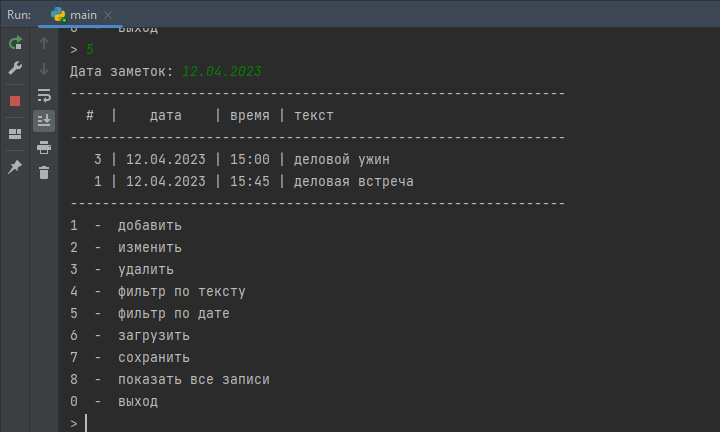 Run: main
0 - выход
> 5
Дата заметок: 12.04.2023
--------------------------------------------------------------
# | дата | время | текст
--------------------------------------------------------------
3 | 12.04.2023 | 15:00 | деловой ужин
1 | 12.04.2023 | 15:45 | деловая встреча
--------------------------------------------------------------
1 - добавить
2 - изменить
3 - удалить
4 - фильтр по тексту
5 - фильтр по дате
6 - загрузить
7 - сохранить
8 - показать все записи
0 - выход
>